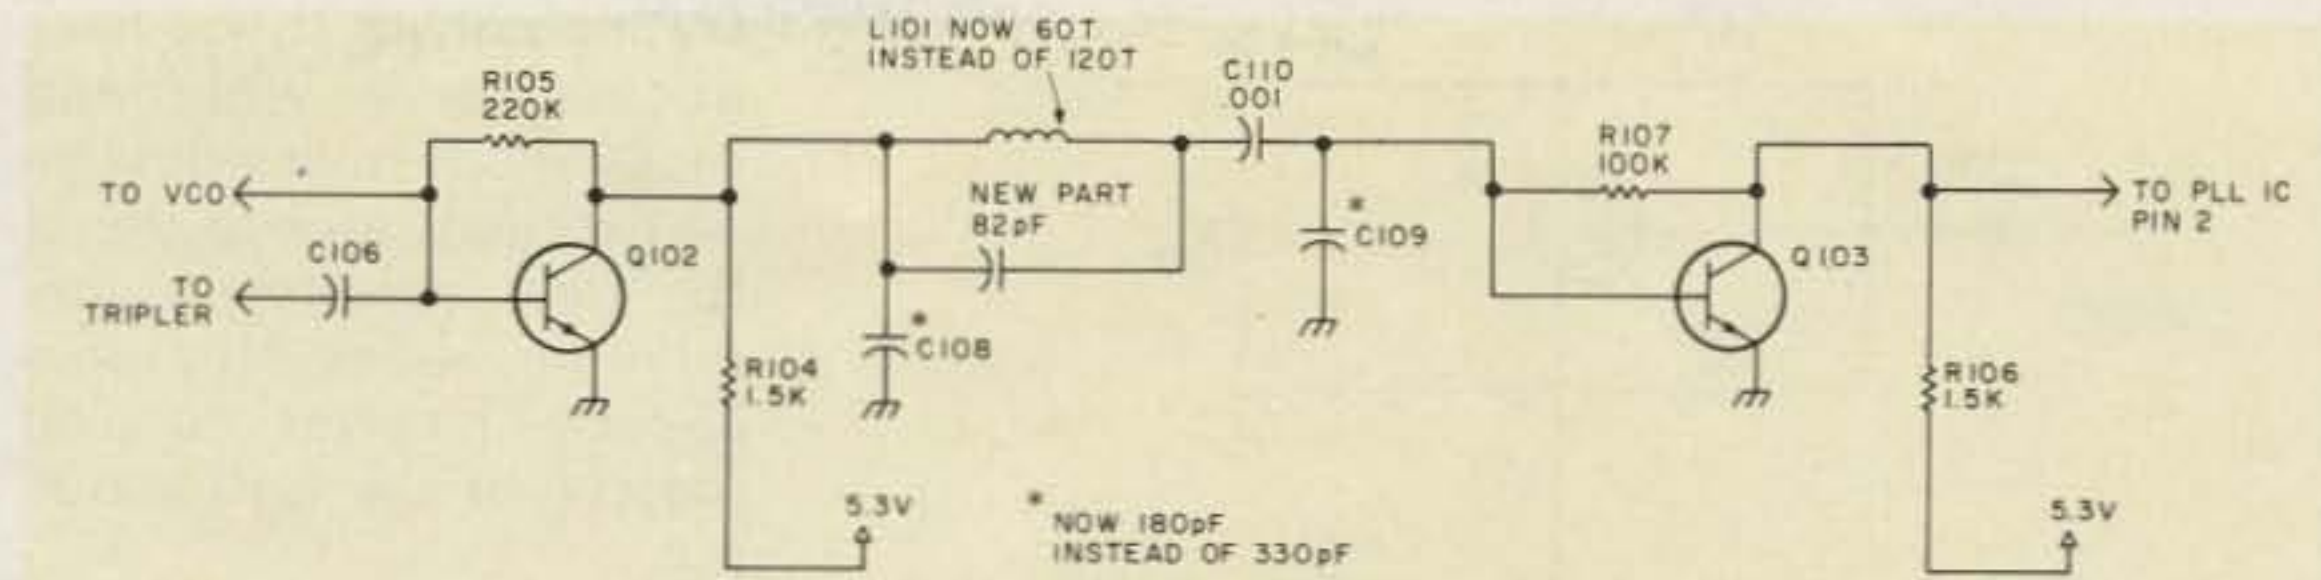 L101 NOW 60T
INSTEAD OF 120T
R105
220K
C110
.001
R107
100K
TO VCO
NEW PART
82pF
*
C109
TO PLL IC
PIN 2
C106
Q102
Q103
TO
TRIPLER
*
C108
R104
1.5K
R106
1.5K
5.3V
* NOW 180pF
INSTEAD OF 330pF
5.3V